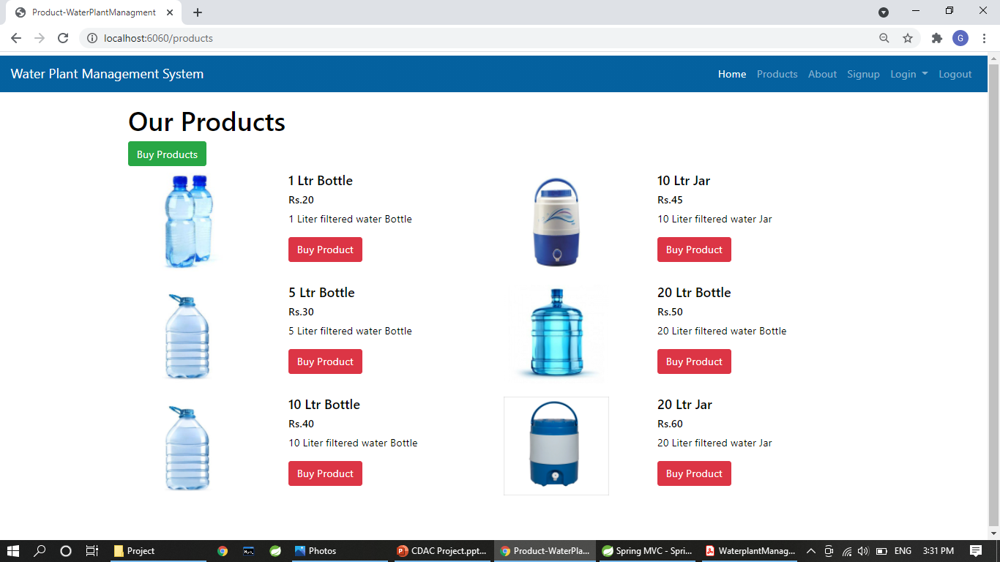 Product-WaterPlantManagment
localhost:6060/products
G
Water Plant Management System
Home Products About Signup Login Logout
Our Products
Buy Products
1 Ltr Bottle
Rs.20
1 Liter filtered water Bottle
Buy Product
10 Ltr Jar
Rs.45
10 Liter filtered water Jar
Buy Product
5 Ltr Bottle
Rs.30
5 Liter filtered water Bottle
Buy Product
20 Ltr Bottle
Rs.50
20 Liter filtered water Bottle
Buy Product
10 Ltr Bottle
Rs.40
10 Liter filtered water Bottle
Buy Product
20 Ltr Jar
Rs.60
20 Liter filtered water Jar
Buy Product
Project Photos CDAC Project.ppt... Product-WaterPla... Spring MVC - Spri... WaterplantManag... ENG 3:31 PM